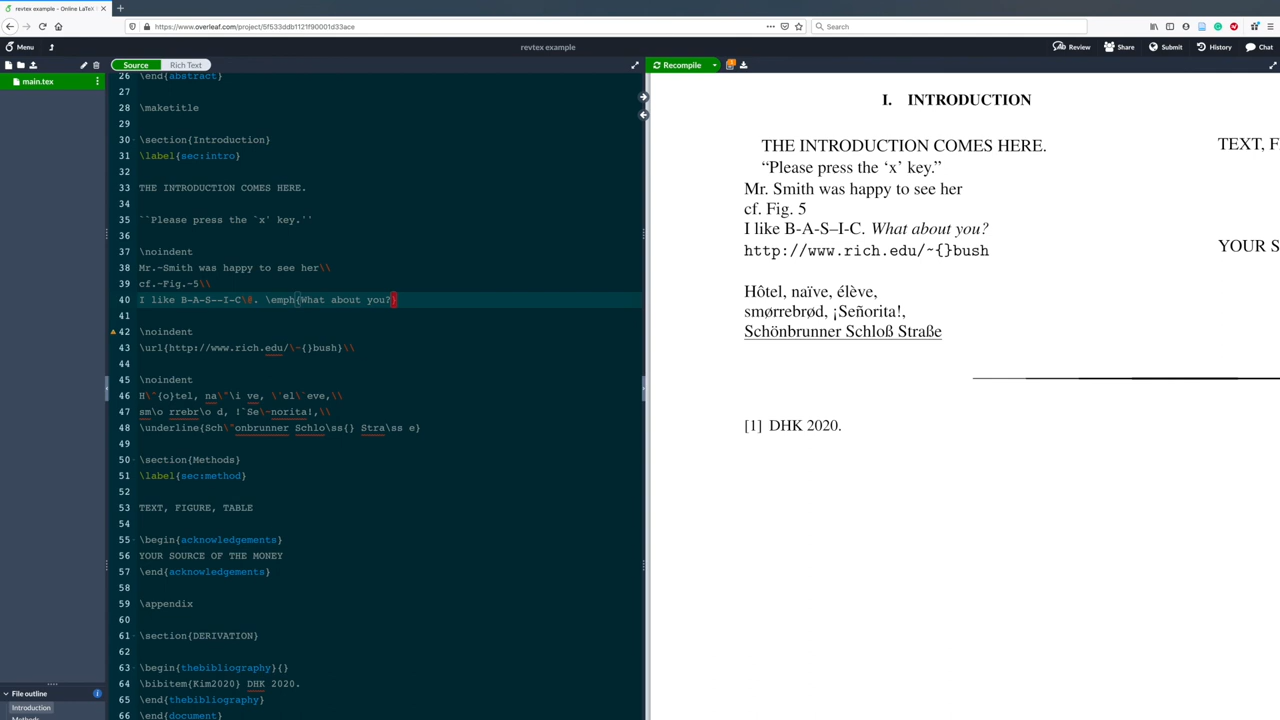 revtex example - Online LaTeX
https://www.overleaf.com/project/5f533ddb1121f90001d33ace
Search
Menu
revtex example
Review
Share
Submit
History
Chat
Source
Rich Text
Recompile
main.tex
26 \end{abstract}
27
28 \maketitle
29
30 \section{Introduction}
31 \label{sec:intro}
32
33 THE INTRODUCTION COMES HERE.
34
35 ``Please press the `x' key.''
36
37 \noindent
38 Mr.~Smith was happy to see her\\
39 cf.~Fig.~5\\
40 I like B-A-S--I-C\@. \emph{What about you?}
41
42 \noindent
43 \url{http://www.rich.edu/\~{}bush}\\
44
45 \noindent
46 H\^{o}tel, na\"\i ve, \'el\`eve,\\
47 sm\o rrebr\o d, !`Se\~norita!,\\
48 \underline{Sch\"onbrunner Schlo\ss{} Stra\ss e}
49
50 \section{Methods}
51 \label{sec:method}
52
53 TEXT, FIGURE, TABLE
54
55 \begin{acknowledgements}
56 YOUR SOURCE OF THE MONEY
57 \end{acknowledgements}
58
59 \appendix
60
61 \section{DERIVATION}
62
63 \begin{thebibliography}{}
64 \bibitem{Kim2020} DHK 2020.
65 \end{thebibliography}
66 \end{document}
File outline
Introduction
Methods
I. INTRODUCTION
THE INTRODUCTION COMES HERE.
“Please press the ‘x’ key.”
Mr. Smith was happy to see her
cf. Fig. 5
I like B-A-S–I-C. What about you?
http://www.rich.edu/~{}bush
Hôtel, naïve, élève,
smørrebrød, ¡Señorita!,
Schönbrunner Schloß Straße
[1] DHK 2020.
TEXT, F
YOUR S